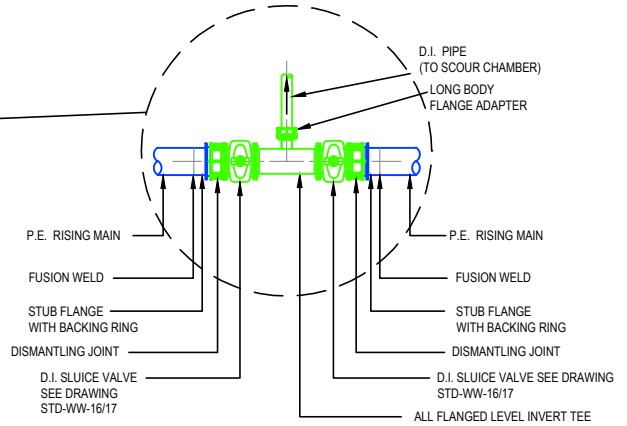 D.I. PIPE
(TO SCOUR CHAMBER)
LONG BODY
FLANGE ADAPTER
P.E. RISING MAIN
FUSION WELD
STUB FLANGE
WITH BACKING RING
DISMANTLING JOINT
D.I. SLUICE VALVE
SEE DRAWING
STD-WW-16/17
P.E. RISING MAIN
FUSION WELD
STUB FLANGE
WITH BACKING RING
DISMANTLING JOINT
D.I. SLUICE VALVE SEE DRAWING
STD-WW-16/17
ALL FLANGED LEVEL INVERT TEE